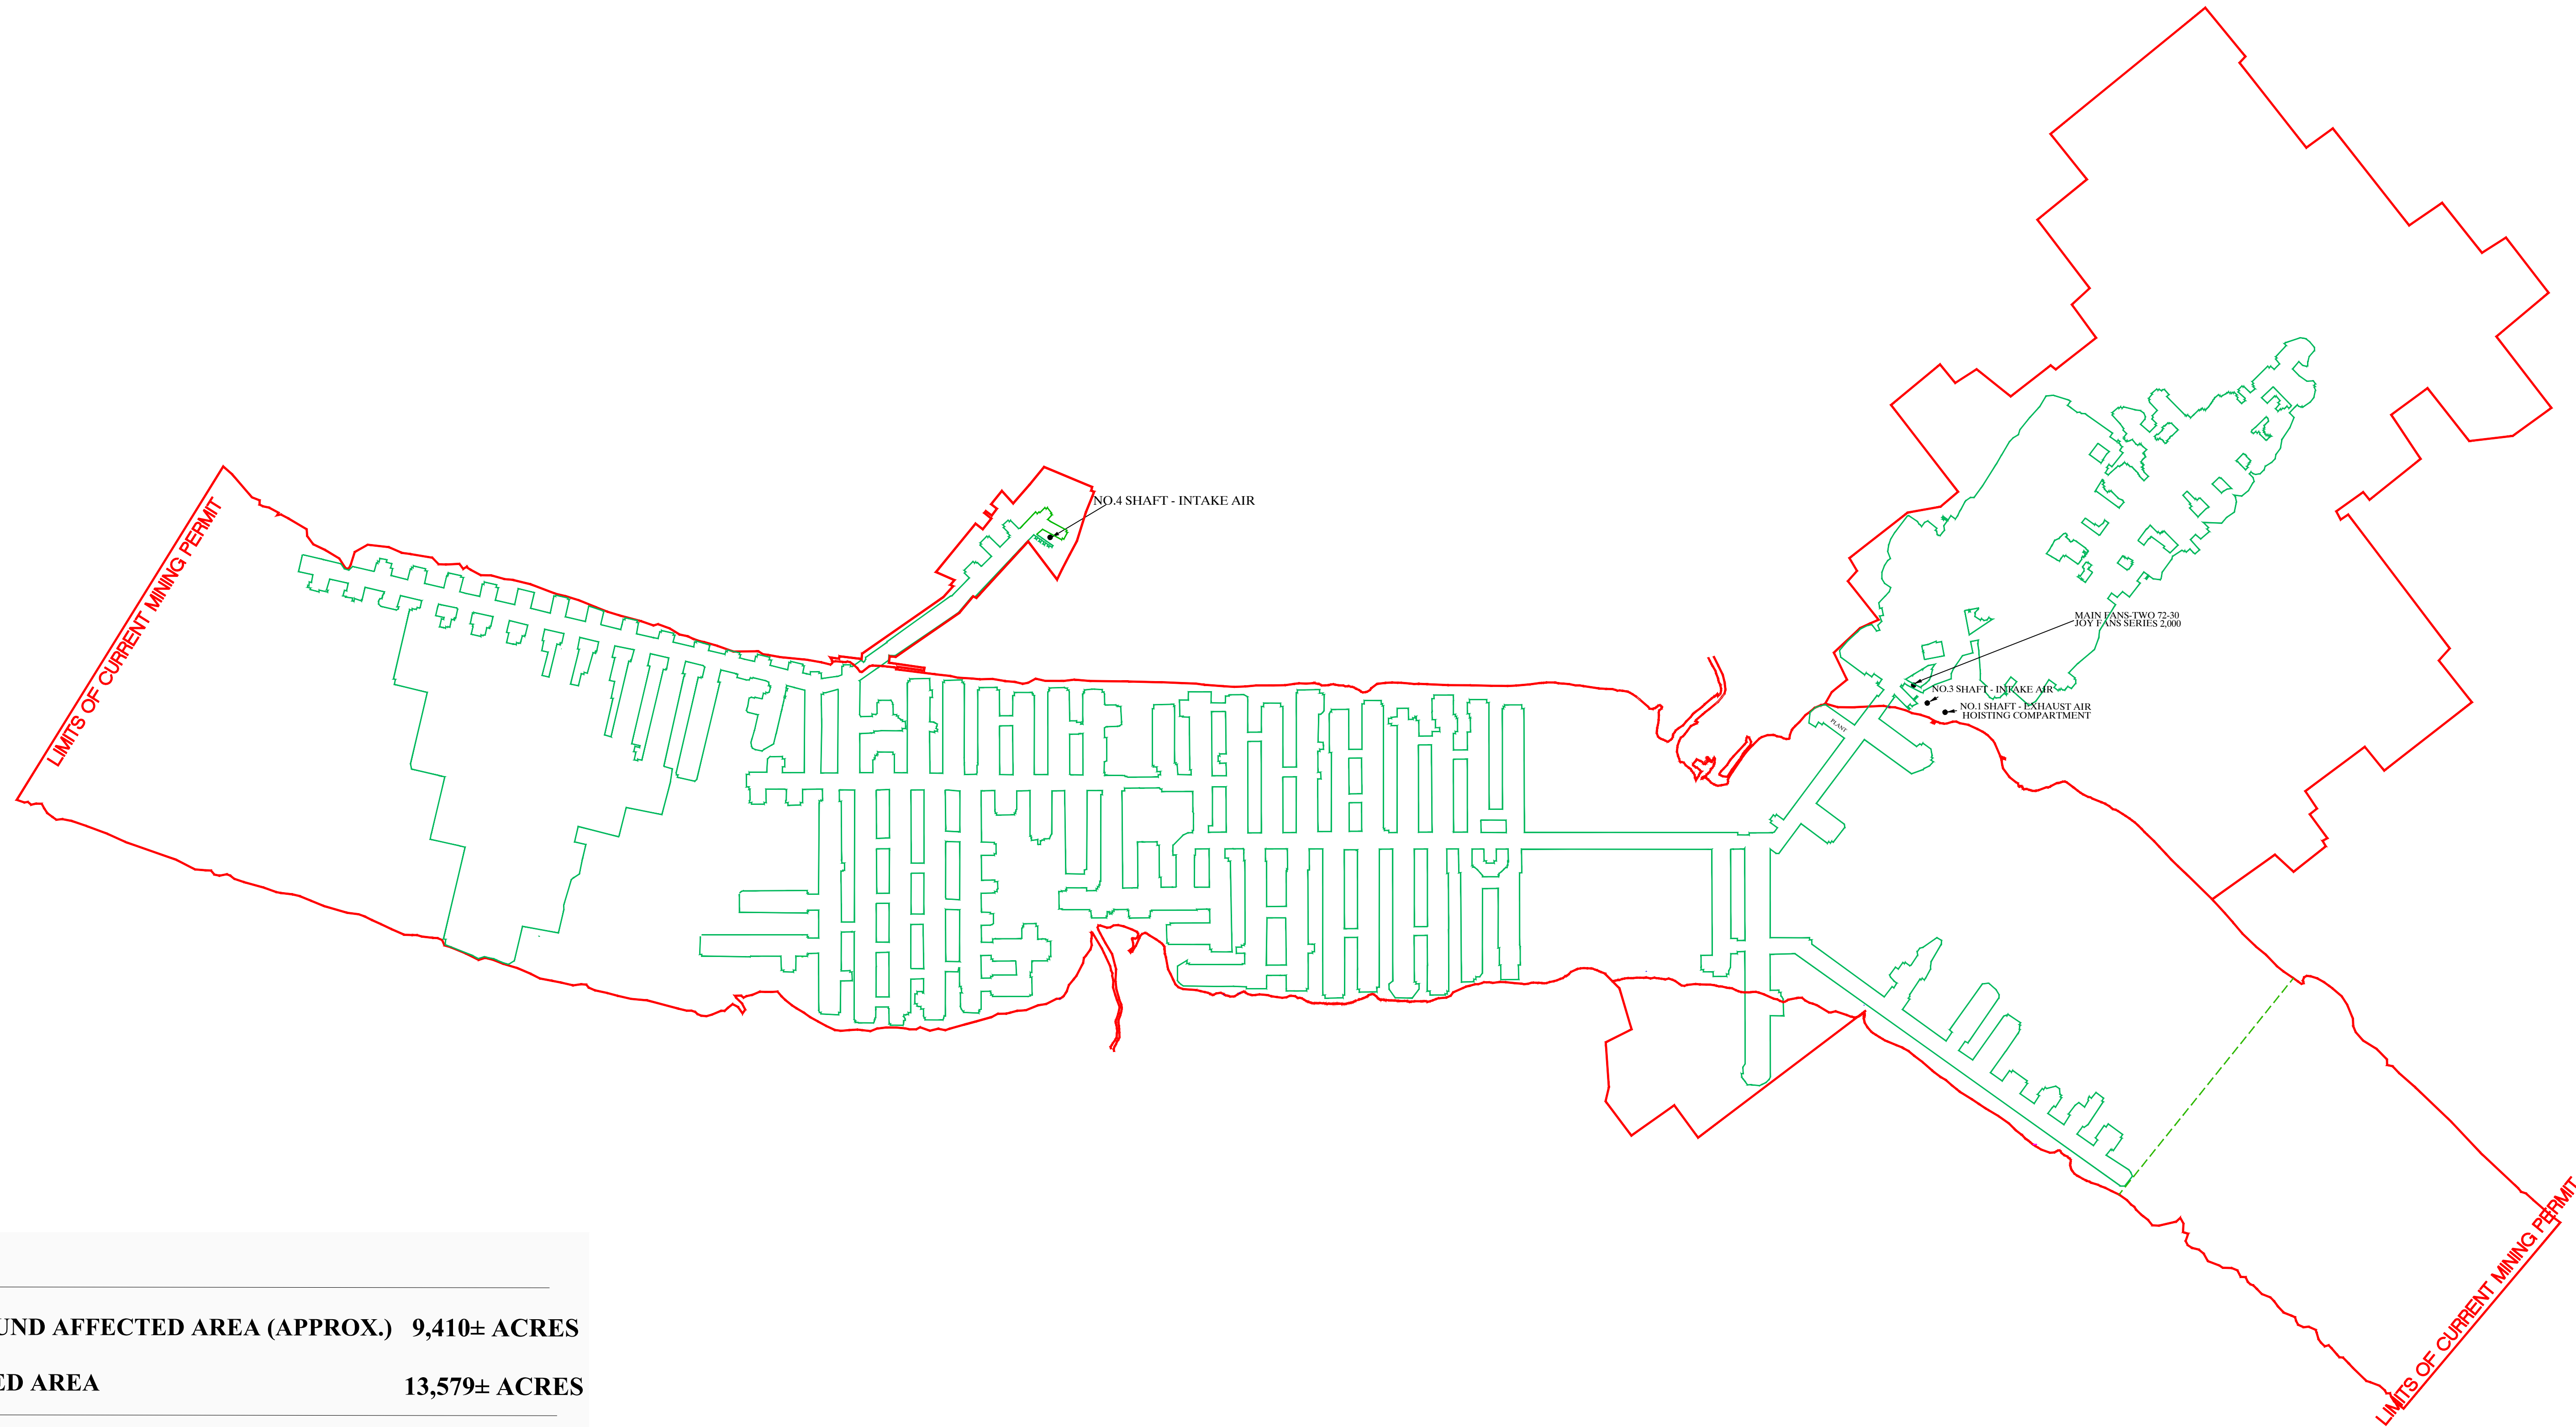 LIMITS OF CURRENT MINING PERMIT
NO.4 SHAFT - INTAKE AIR
MAIN FANS-TWO 72-30
JOY FANS SERIES 2,000
NO.3 SHAFT - INTAKE AIR
NO.1 SHAFT - EXHAUST AIR
HOISTING COMPARTMENT
PLANT
LIMITS OF CURRENT MINING PERMIT
UND AFFECTED AREA (APPROX.) 9,410± ACRES
ED AREA 13,579± ACRES